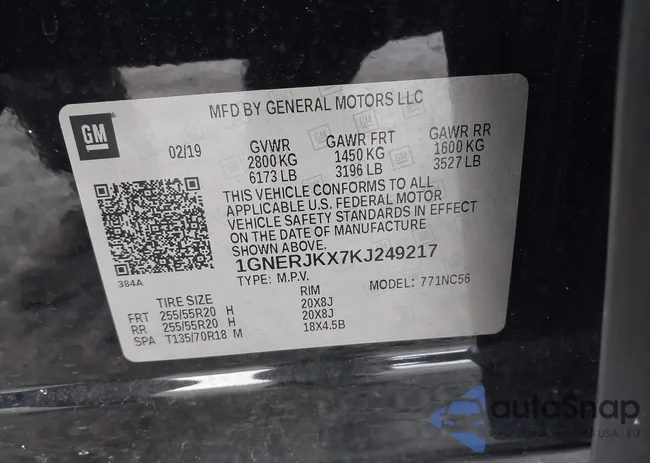 MFD BY GENERAL MOTORS LLC
GM
02/19 GVWR GAWR FRT GAWR RR
2800 KG 1450 KG 1600 KG
6173 LB 3196 LB 3527 LB
THIS VEHICLE CONFORMS TO ALL
APPLICABLE U.S. FEDERAL MOTOR
VEHICLE SAFETY STANDARDS IN EFFECT
ON THE DATE OF MANUFACTURE
SHOWN ABOVE.
1GNERJKX7KJ249217
384A
TYPE: M.P.V. MODEL: 771NC56
TIRE SIZE RIM
FRT 255/55R20 H 20X8J
RR 255/55R20 H 20X8J
SPA T135/70R18 M 18X4.5B
autoSnap
USA - EU